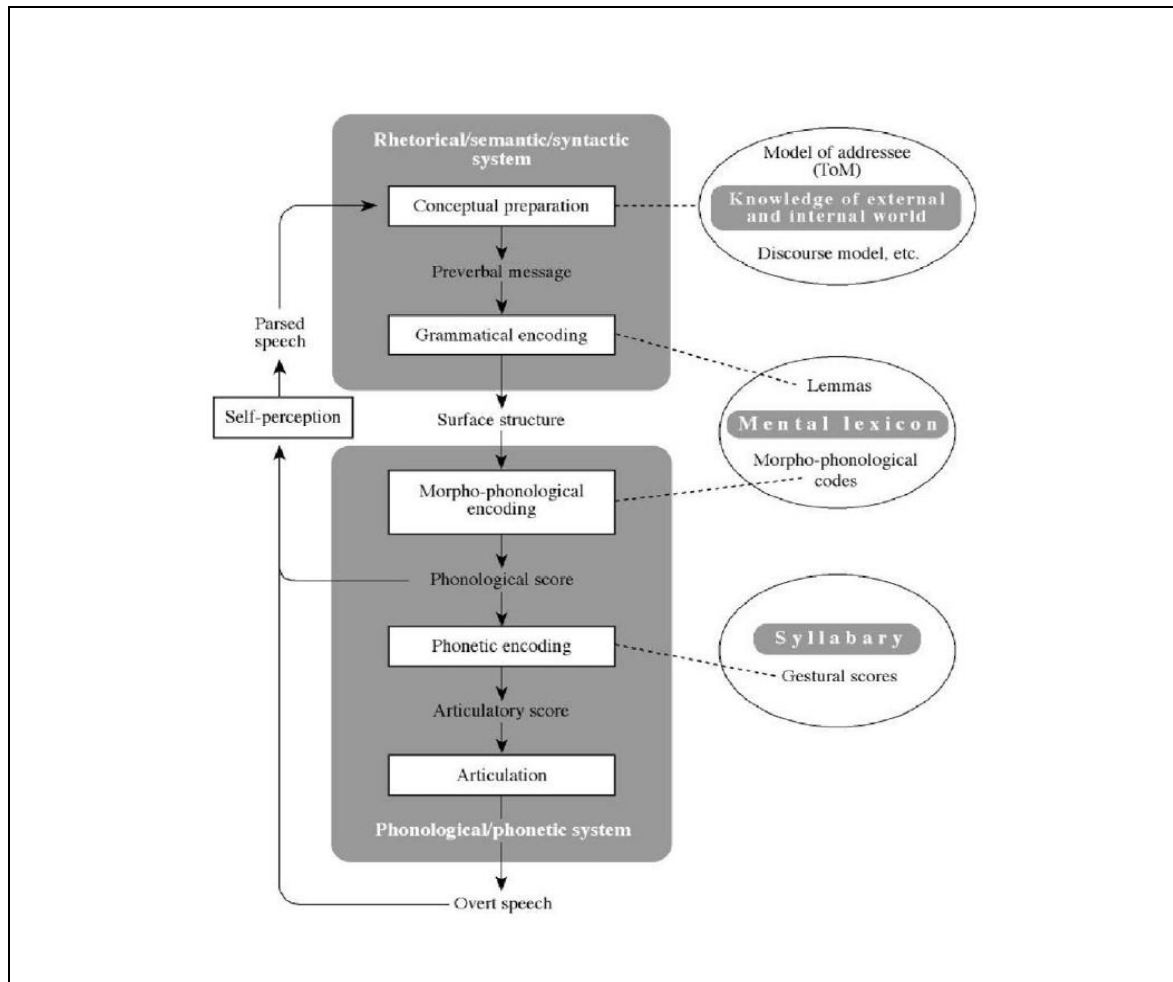 Rhetorical/semantic/syntactic
system
Conceptual preparation
Preverbal message
Grammatical encoding
Surface structure
Morpho-phonological
encoding
Phonological score
Phonetic encoding
Articulatory score
Articulation
Phonological/phonetic system
Overt speech
Parsed
speech
Self-perception
Model of addressee
(ToM)
Knowledge of external
and internal world
Discourse model, etc.
Lemmas
Mental lexicon
Morpho-phonological
codes
Syllabary
Gestural scores